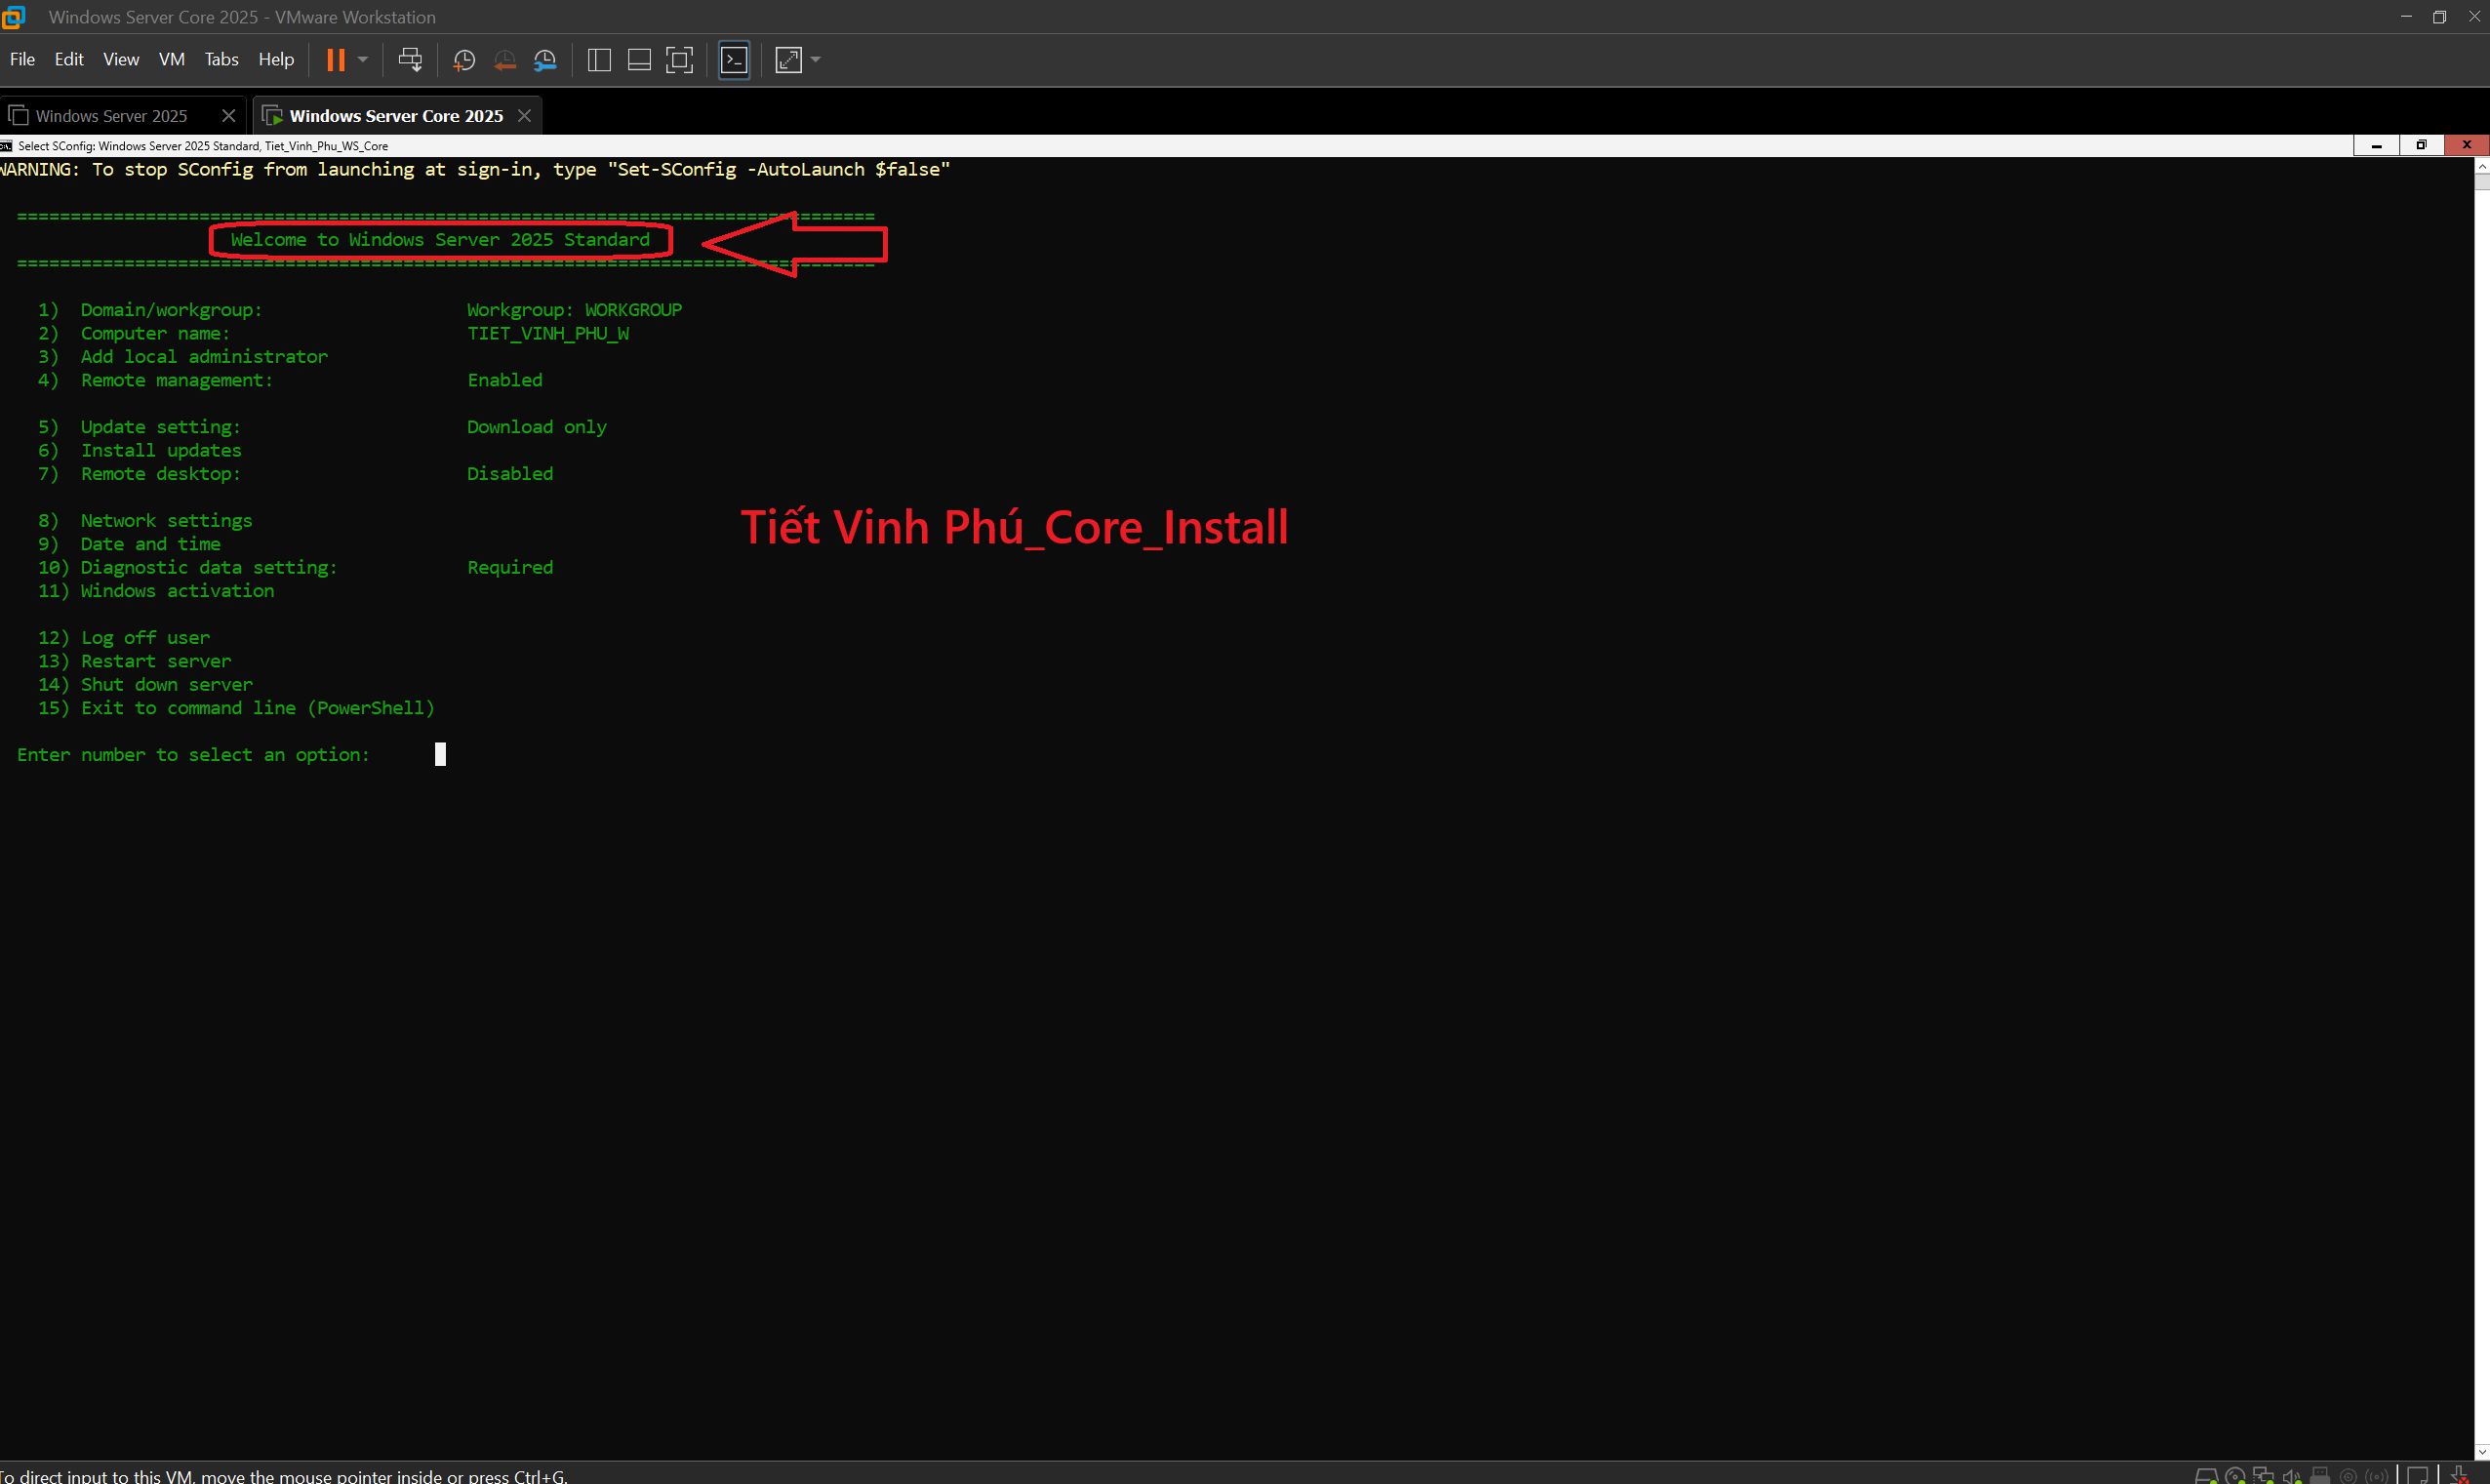 Windows Server Core 2025 - VMware Workstation
File Edit View VM Tabs Help
Windows Server 2025
Windows Server Core 2025
Select SConfig: Windows Server 2025 Standard, Tiet_Vinh_Phu_WS_Core
WARNING: To stop SConfig from launching at sign-in, type "Set-SConfig -AutoLaunch $false"
================================================================================
Welcome to Windows Server 2025 Standard
================================================================================
1) Domain/workgroup: Workgroup: WORKGROUP
2) Computer name: TIET_VINH_PHU_W
3) Add local administrator
4) Remote management: Enabled
5) Update setting: Download only
6) Install updates
7) Remote desktop: Disabled
Tiết Vinh Phú_Core_Install
8) Network settings
9) Date and time
10) Diagnostic data setting: Required
11) Windows activation
12) Log off user
13) Restart server
14) Shut down server
15) Exit to command line (PowerShell)
Enter number to select an option:
To direct input to this VM, move the mouse pointer inside or press Ctrl+G.